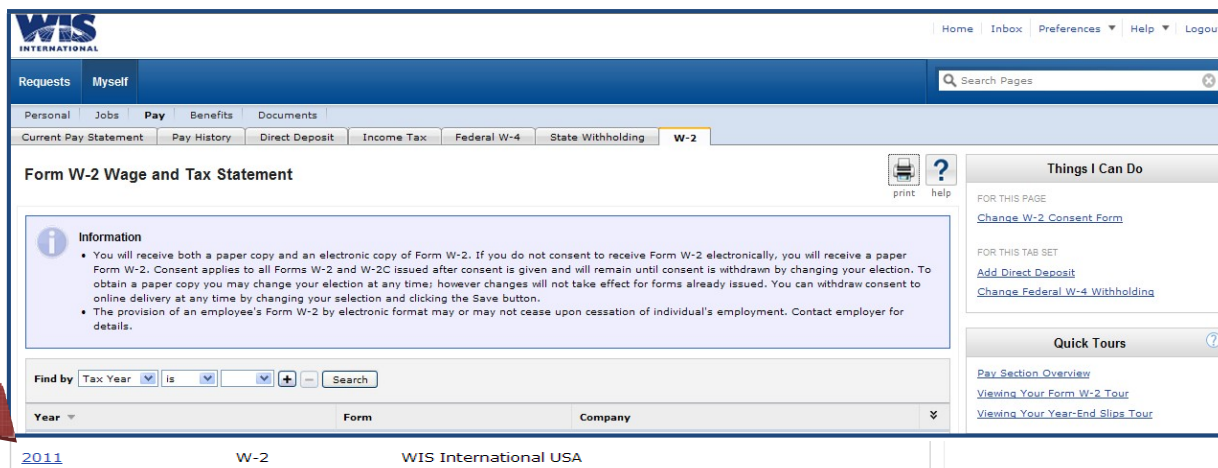 WIS
INTERNATIONAL
Home Inbox Preferences Help Logout
Requests Myself
Search Pages
Personal Jobs Pay Benefits Documents
Current Pay Statement Pay History Direct Deposit Income Tax Federal W-4 State Withholding W-2
Form W-2 Wage and Tax Statement
print help
Things I Can Do
FOR THIS PAGE
Change W-2 Consent Form
FOR THIS TAB SET
Add Direct Deposit
Change Federal W-4 Withholding
Information
• You will receive both a paper copy and an electronic copy of Form W-2. If you do not consent to receive Form W-2 electronically, you will receive a paper
Form W-2. Consent applies to all Forms W-2 and W-2C issued after consent is given and will remain until consent is withdrawn by changing your election. To
obtain a paper copy you may change your election at any time; however changes will not take effect for forms already issued. You can withdraw consent to
online delivery at any time by changing your selection and clicking the Save button.
• The provision of an employee's Form W-2 by electronic format may or may not cease upon cessation of individual's employment. Contact employer for
details.
Quick Tours
Pay Section Overview
Viewing Your Form W-2 Tour
Viewing Your Year-End Slips Tour
Find by Tax Year is + - Search
Year Form Company
2011 W-2 WIS International USA